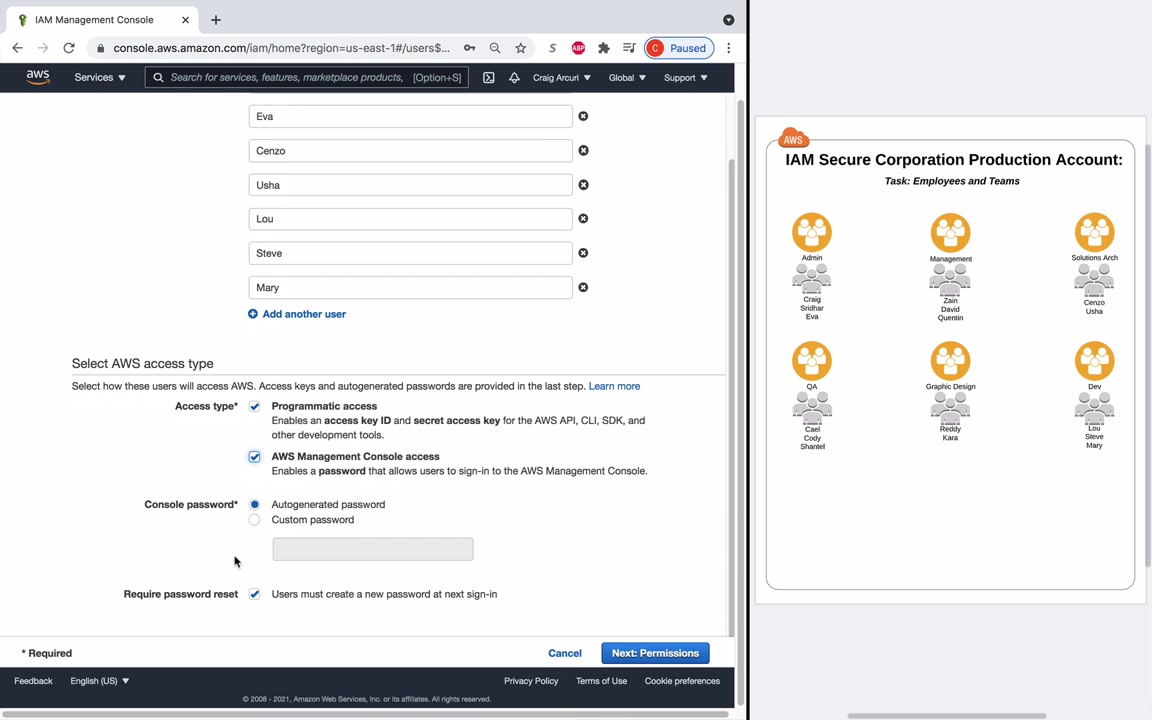 IAM Management Console
console.aws.amazon.com/iam/home?region=us-east-1#/users$...
S
ABP
C Paused
aws
Services
Search for services, features, marketplace products,
[Option+S]
Craig Arcuri
Global
Support
Eva
Cenzo
Usha
Lou
Steve
Mary
Add another user
Select AWS access type
Select how these users will access AWS. Access keys and autogenerated passwords are provided in the last step. Learn more
Access type*
Programmatic access
Enables an access key ID and secret access key for the AWS API, CLI, SDK, and
other development tools.
AWS Management Console access
Enables a password that allows users to sign-in to the AWS Management Console.
Console password*
Autogenerated password
Custom password
Require password reset
Users must create a new password at next sign-in
* Required
Cancel
Next: Permissions
Feedback
English (US)
Privacy Policy
Terms of Use
Cookie preferences
© 2008 - 2021, Amazon Web Services, Inc. or its affiliates. All rights reserved.
AWS
IAM Secure Corporation Production Account:
Task: Employees and Teams
Admin
Craig
Sridhar
Eva
Management
Zain
David
Quentin
Solutions Arch
Cenzo
Usha
QA
Cael
Cody
Shantel
Graphic Design
Reddy
Kara
Dev
Lou
Steve
Mary